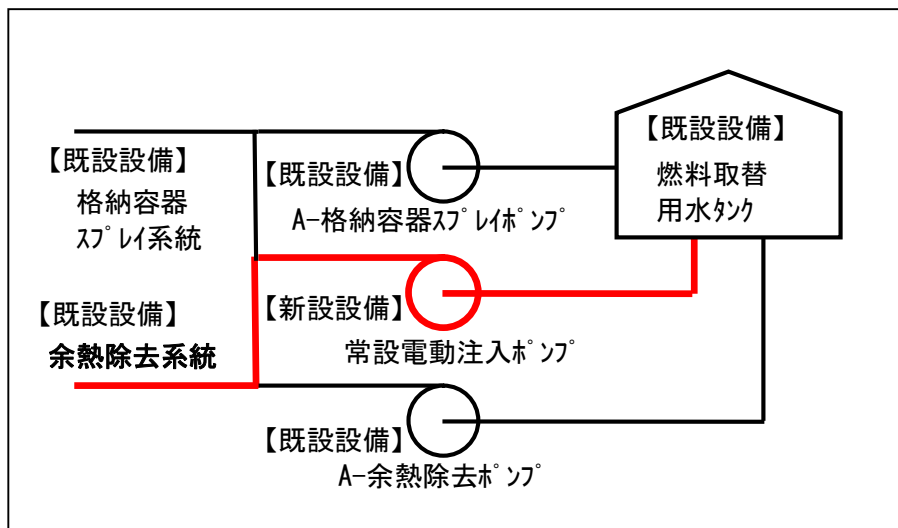 【既設設備】
燃料取替
用水タンク
【既設設備】
格納容器
ｽﾌﾟﾚｲ系統
【既設設備】
A-格納容器ｽﾌﾟﾚｲﾎﾟﾝﾌﾟ
【新設設備】
常設電動注入ﾎﾟﾝﾌﾟ
【既設設備】
余熱除去系統
【既設設備】
A-余熱除去ﾎﾟﾝﾌﾟ